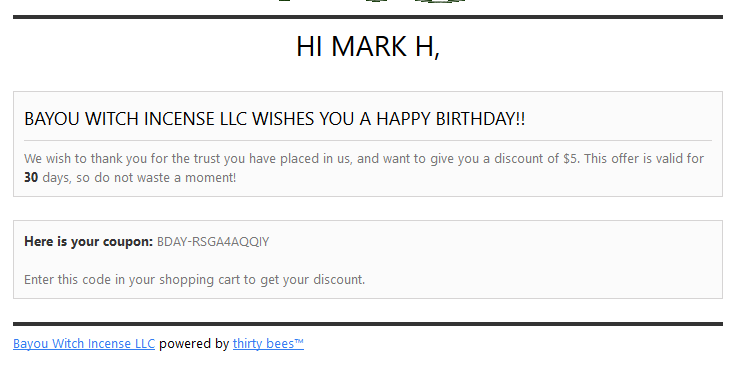 HI MARK H,
BAYOU WITCH INCENSE LLC WISHES YOU A HAPPY BIRTHDAY!!
We wish to thank you for the trust you have placed in us, and want to give you a discount of $5. This offer is valid for
30 days, so do not waste a moment!
Here is your coupon: BDAY-RSGA4AQQIY
Enter this code in your shopping cart to get your discount.
Bayou Witch Incense LLC powered by thirty bees™